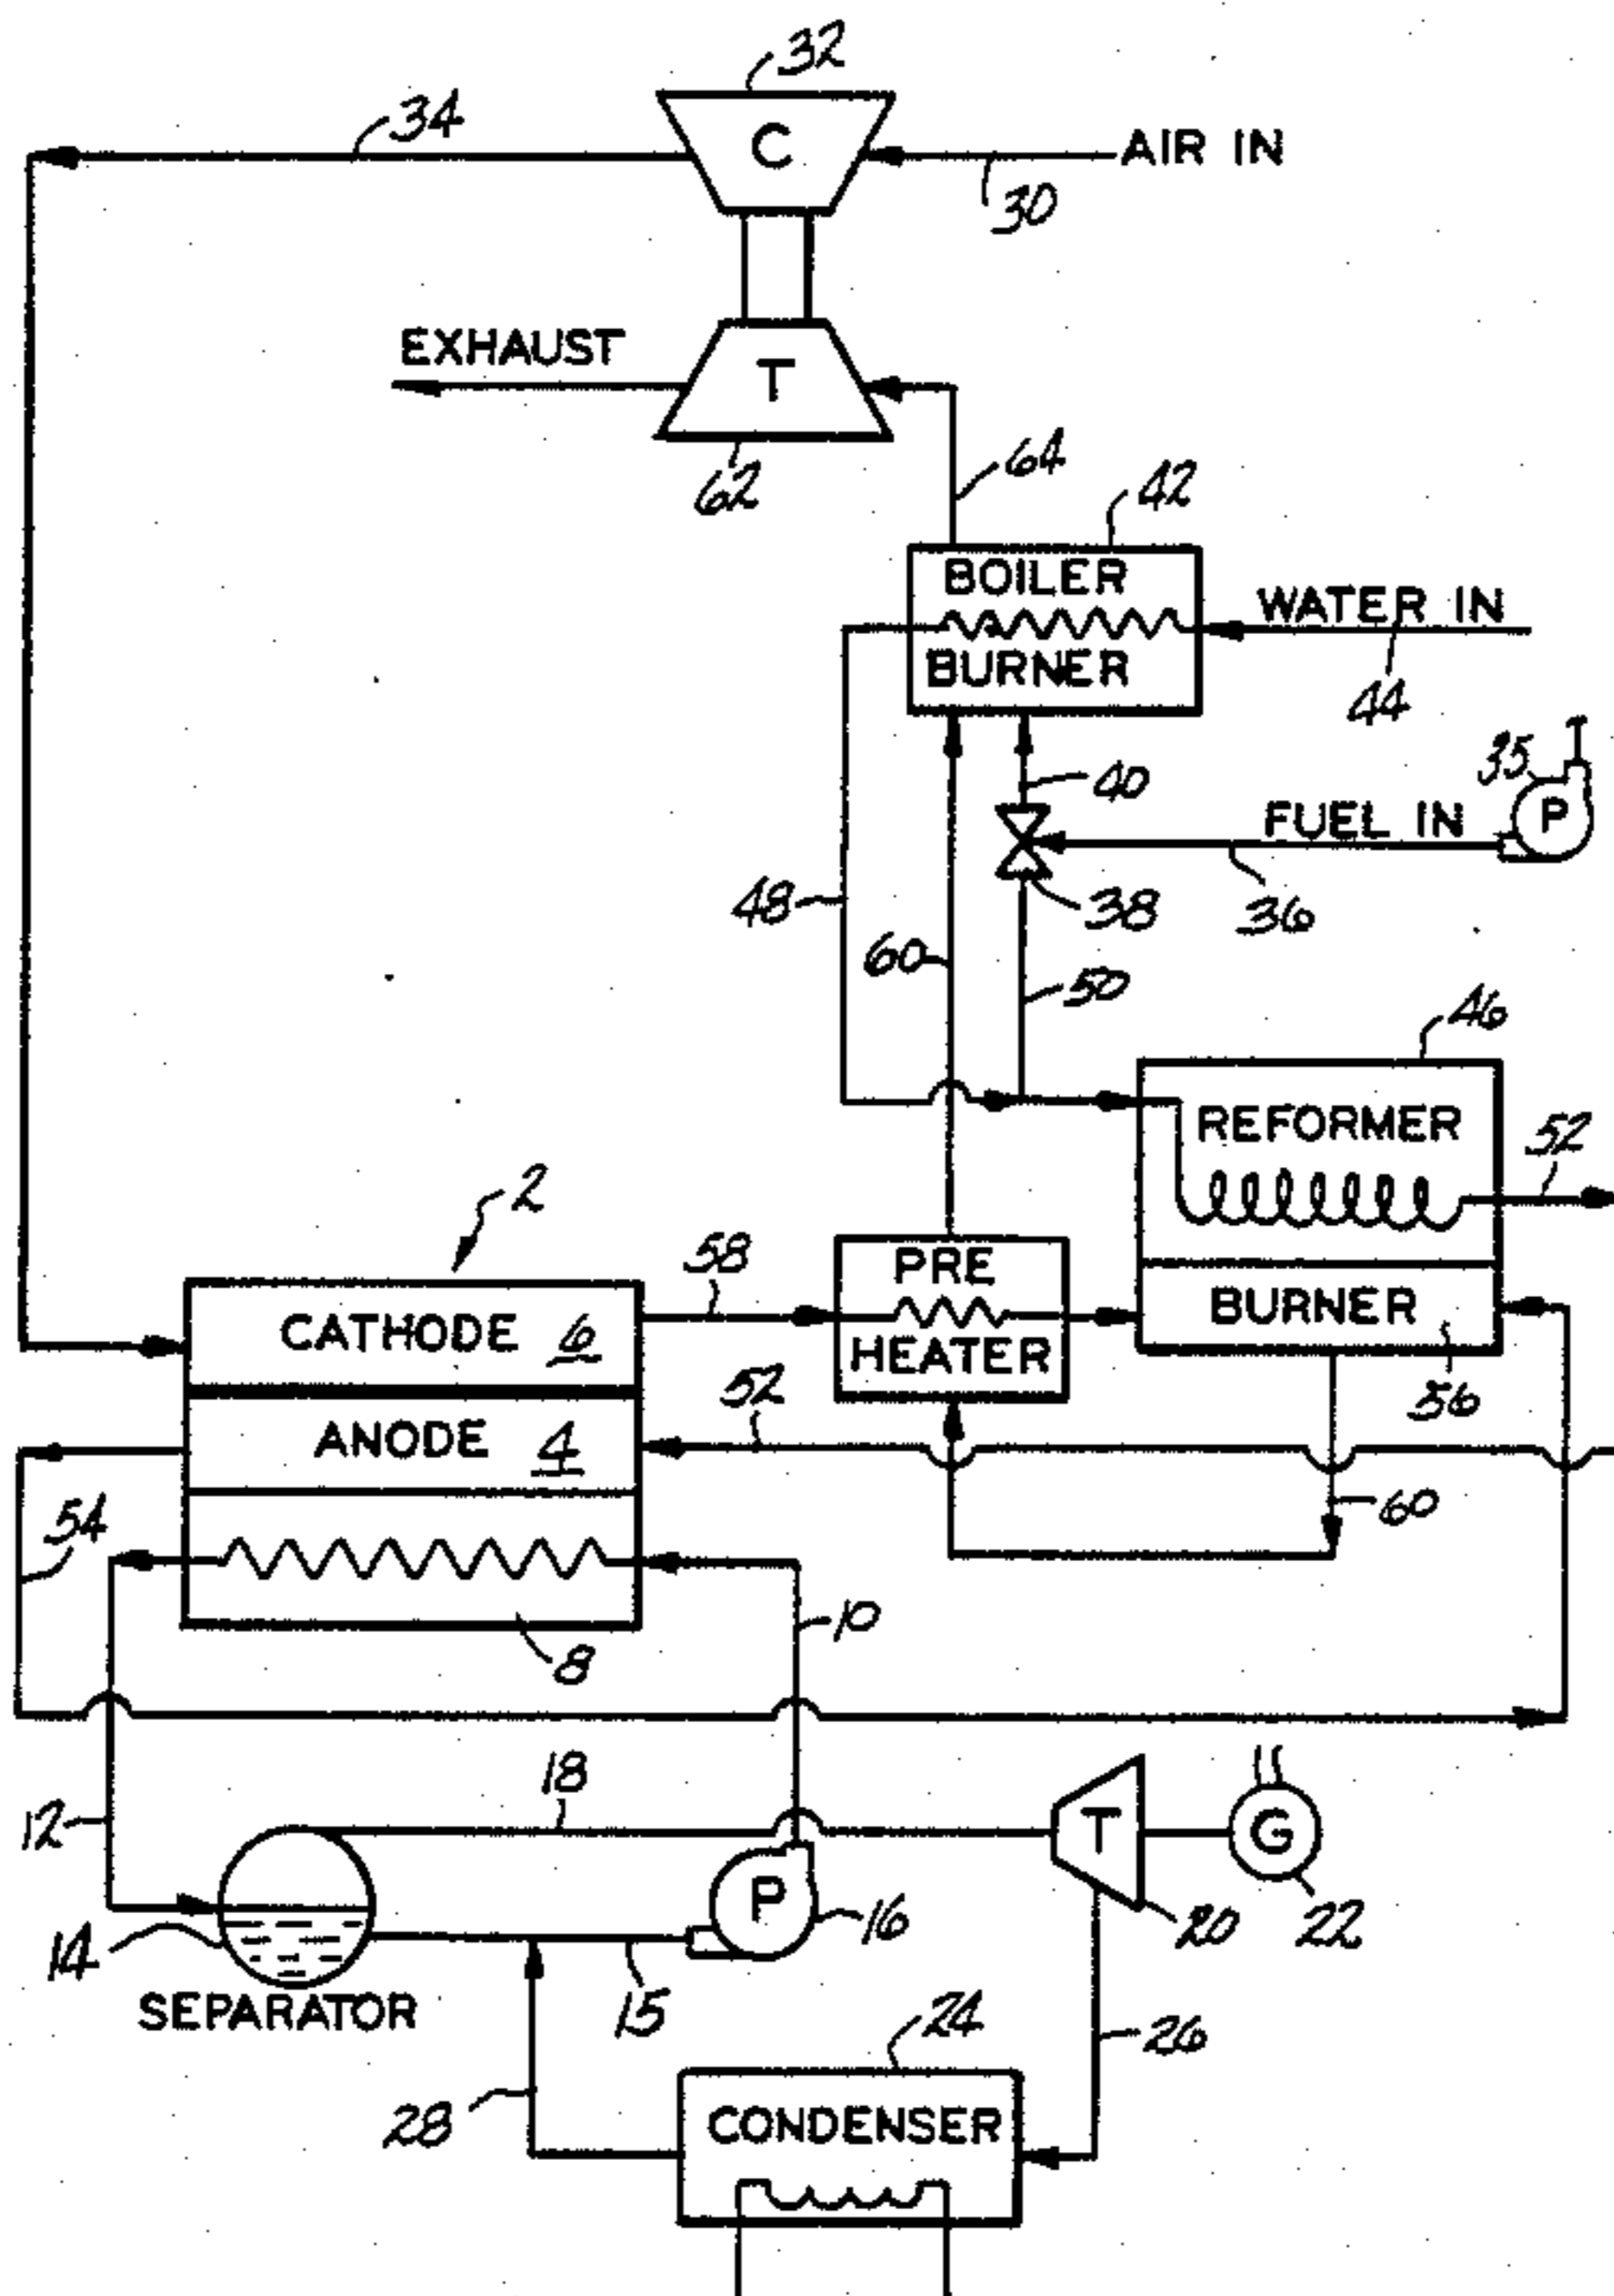 32
34
C
AIR IN
30
EXHAUST
T
64
62
42
BOILER
WATER IN
BURNER
44
35
40
P
FUEL IN
48
38
36
60
50
46
REFORMER
52
2
58
PRE
BURNER
CATHODE 6
HEATER
52
56
ANODE 4
54
60
10
8
18
12
T
G
P
16
20
22
14
SEPARATOR
15
24
26
28
CONDENSER